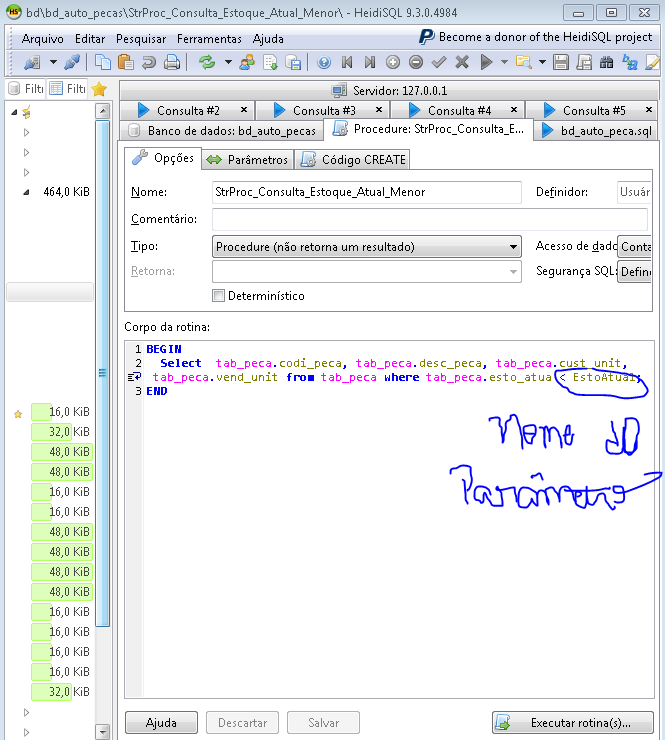 bd\bd_auto_pecas\StrProc_Consulta_Estoque_Atual_Menor\ - HeidiSQL 9.3.0.4984
Arquivo Editar Pesquisar Ferramentas Ajuda Become a donor of the HeidiSQL project
Filtr Filtr
Servidor: 127.0.0.1
Consulta #2 Consulta #3 Consulta #4 Consulta #5
Banco de dados: bd_auto_pecas Procedure: StrProc_Consulta_E... bd_auto_peca.sql
Opções Parâmetros Código CREATE
464,0 KiB
Nome: StrProc_Consulta_Estoque_Atual_Menor Definidor: Usuár
Comentário:
Tipo: Procedure (não retorna um resultado) Acesso de dado Conta
Retorna: Segurança SQL: Define
Determinístico
Corpo da rotina:
1 BEGIN
2 Select tab_peca.codi_peca, tab_peca.desc_peca, tab_peca.cust_unit,
tab_peca.vend_unit from tab_peca where tab_peca.esto_atua < EstoAtual;
3 END
Nome do
Parâmetro
16,0 KiB
32,0 KiB
48,0 KiB
48,0 KiB
16,0 KiB
16,0 KiB
48,0 KiB
48,0 KiB
48,0 KiB
48,0 KiB
16,0 KiB
16,0 KiB
16,0 KiB
16,0 KiB
32,0 KiB
Ajuda Descartar Salvar Executar rotina(s)...